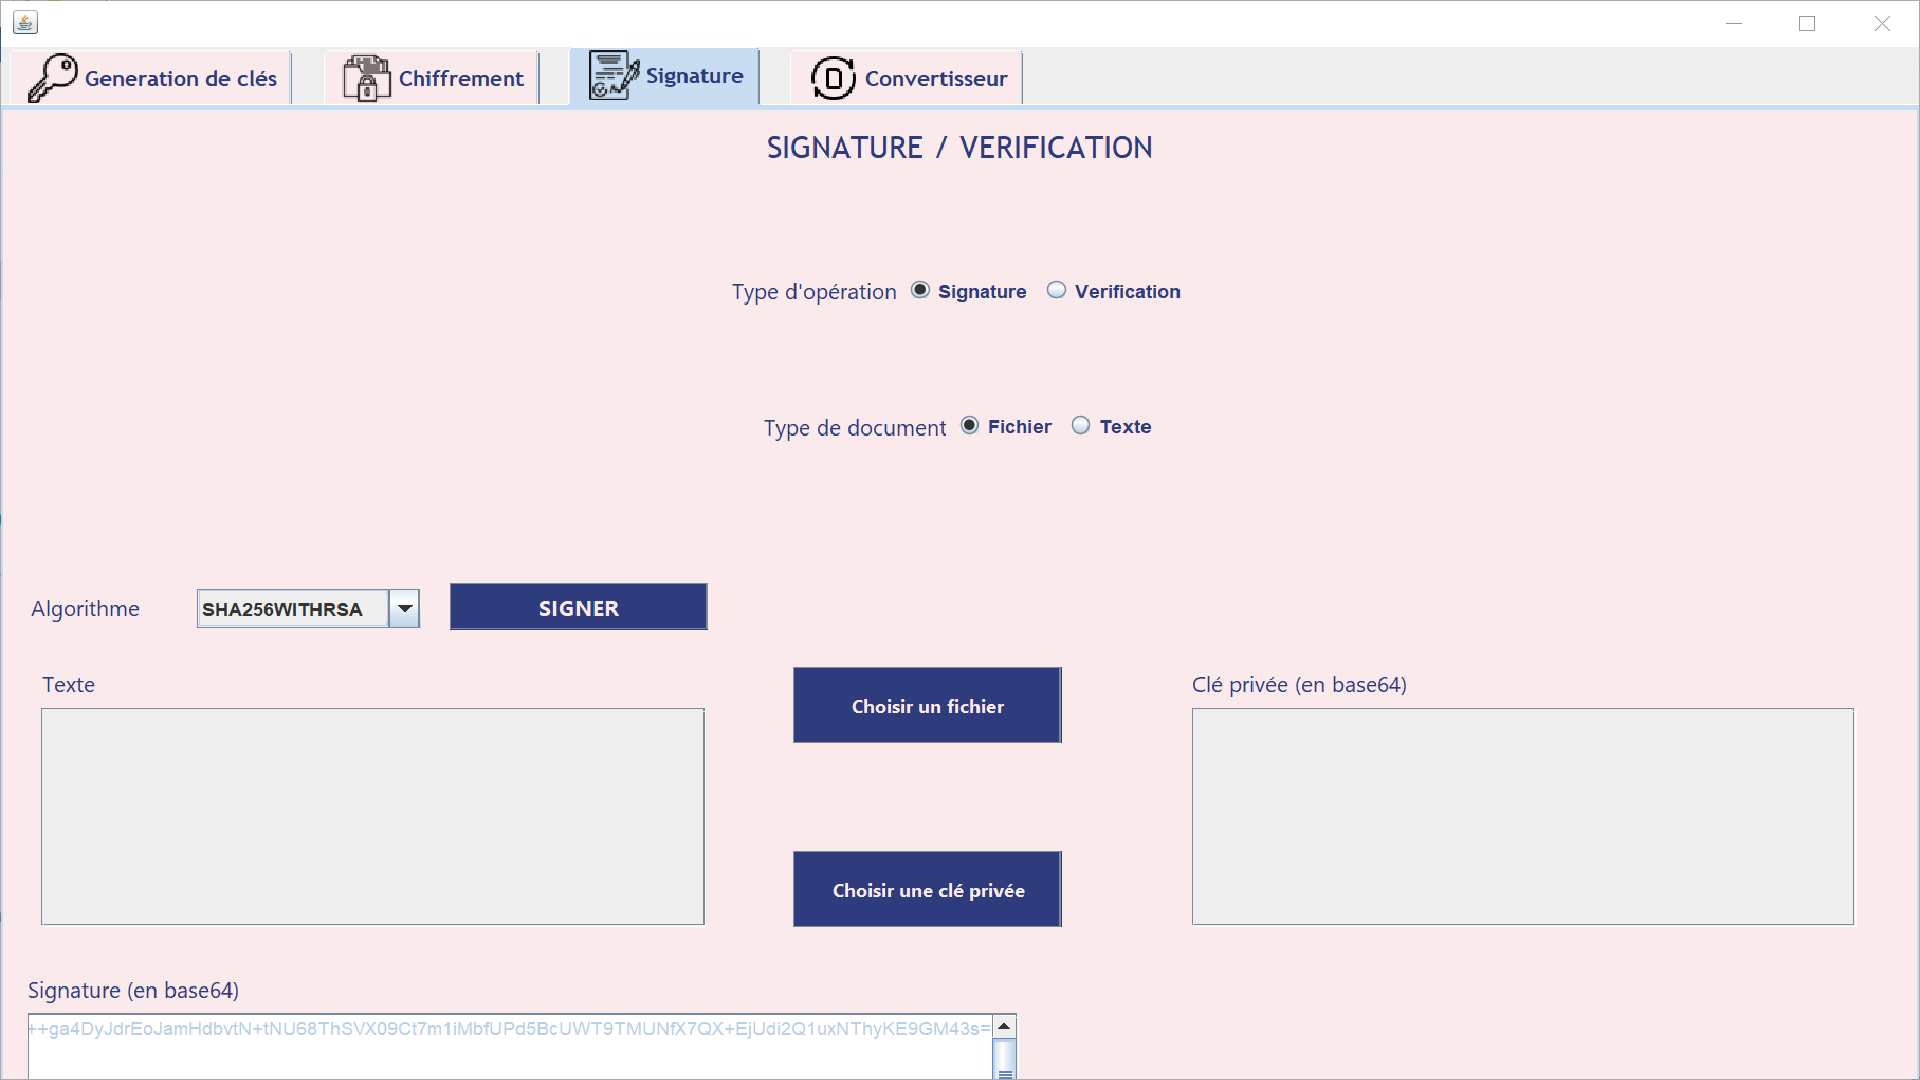 Generation de clés
Chiffrement
Signature
Convertisseur
SIGNATURE / VERIFICATION
Type d'opération Signature Verification
Type de document Fichier Texte
Algorithme SHA256WITHRSA SIGNER
Texte
Choisir un fichier
Clé privée (en base64)
Choisir une clé privée
Signature (en base64)
++ga4DyJdrEoJamHdbvtN+tNU68ThSVX09Ct7m1iMbfUPd5BcUWT9TMUNfX7QX+EjUdi2Q1uxNThyKE9GM43s=